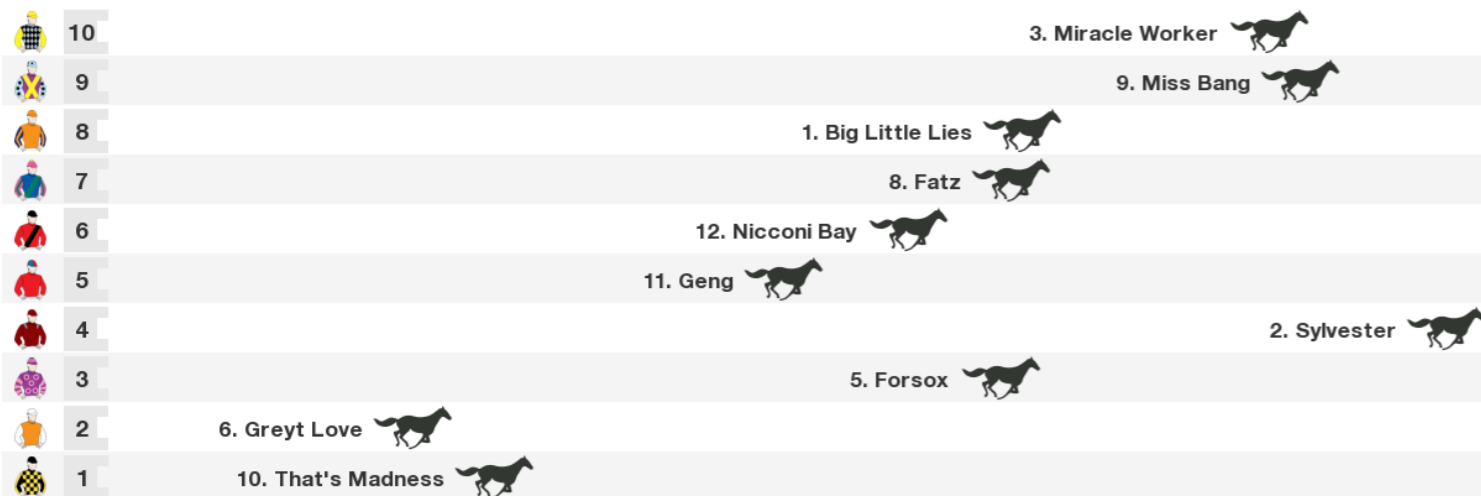 10 3. Miracle Worker
9 9. Miss Bang
8 1. Big Little Lies
7 8. Fatz
6 12. Nicconi Bay
5 11. Geng
4 2. Sylvester
3 5. Forsox
2 6. Greyt Love
1 10. That's Madness